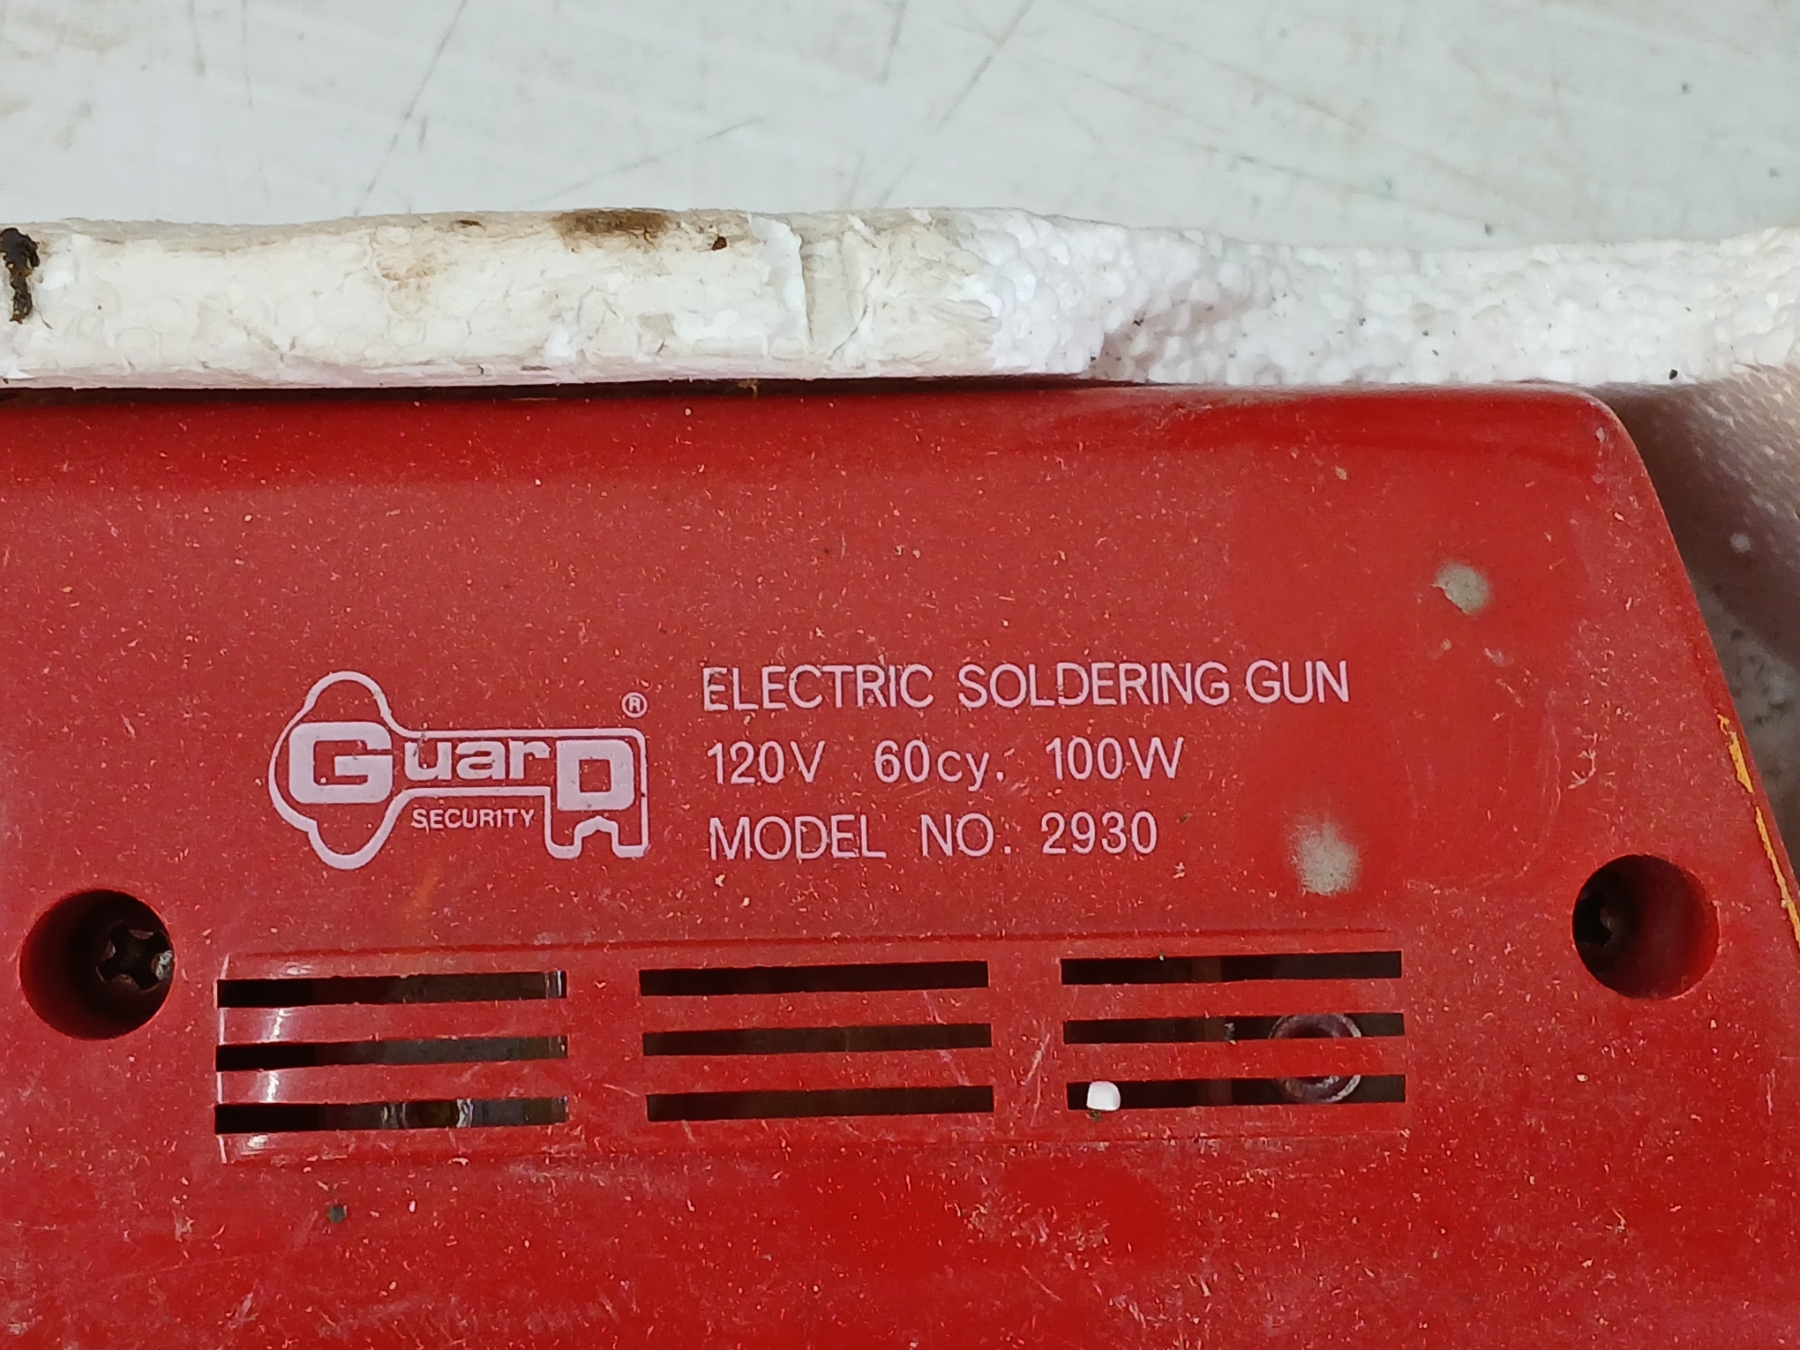 GuarD ®
SECURITY
ELECTRIC SOLDERING GUN
120V 60cy. 100W
MODEL NO. 2930